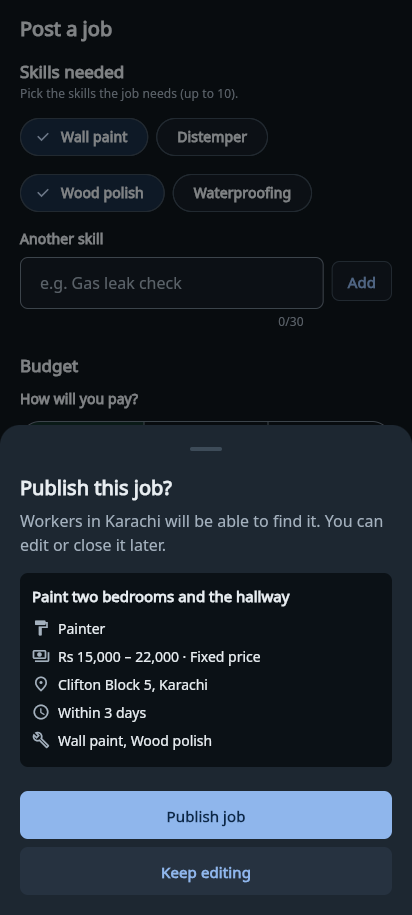 Post a job
Skills needed
Pick the skills the job needs (up to 10).
Wall paint
Distemper
Wood polish
Waterproofing
Another skill
e.g. Gas leak check
Add
0/30
Budget
How will you pay?
Publish this job?
Workers in Karachi will be able to find it. You can
edit or close it later.
Paint two bedrooms and the hallway
Painter
Rs 15,000 – 22,000 · Fixed price
Clifton Block 5, Karachi
Within 3 days
Wall paint, Wood polish
Publish job
Keep editing